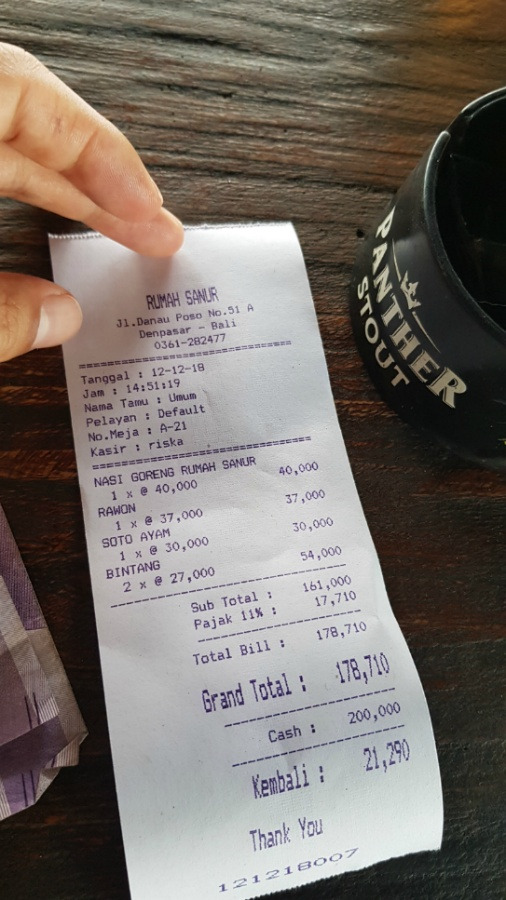 RUMAH SANUR
Jl.Danau Poso No.51 A
Denpasar - Bali
0361-282477
Tanggal : 12-12-18
Jam : 14:51:19
Nama Tamu : Umum
Pelayan : Default
No.Meja : A-21
Kasir : riska
NASI GORENG RUMAH SANUR
1 x @ 40,000 40,000
RAWON
1 x @ 37,000 37,000
SOTO AYAM
1 x @ 30,000 30,000
BINTANG
2 x @ 27,000 54,000
Sub Total : 161,000
Pajak 11% : 17,710
Total Bill : 178,710
Grand Total : 178,710
Cash : 200,000
Kembali : 21,290
Thank You
121218007
PANTHER
STOUT